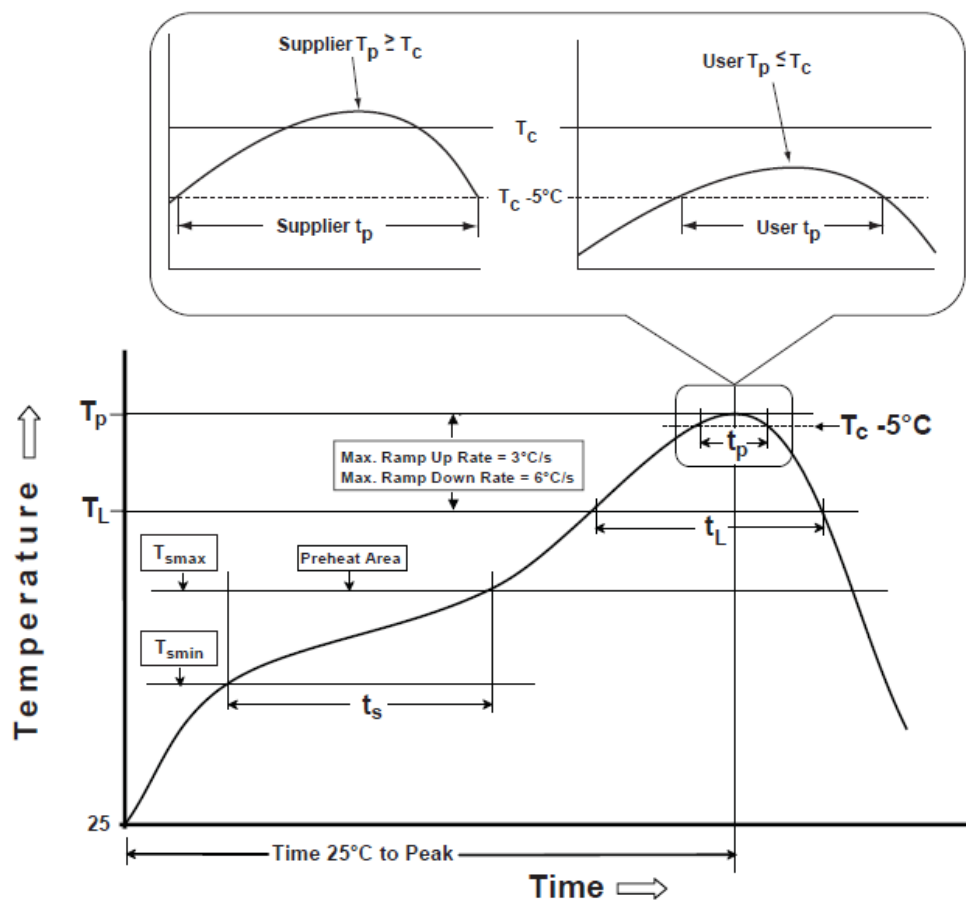 Supplier Tp ≥ Tc
User Tp ≤ Tc
Tc
Tc -5°C
Supplier tp
User tp
Tp
Tc -5°C
tp
Max. Ramp Up Rate = 3°C/s
Max. Ramp Down Rate = 6°C/s
TL
tL
Tsmax
Preheat Area
Tsmin
ts
Temperature
25
Time 25°C to Peak
Time